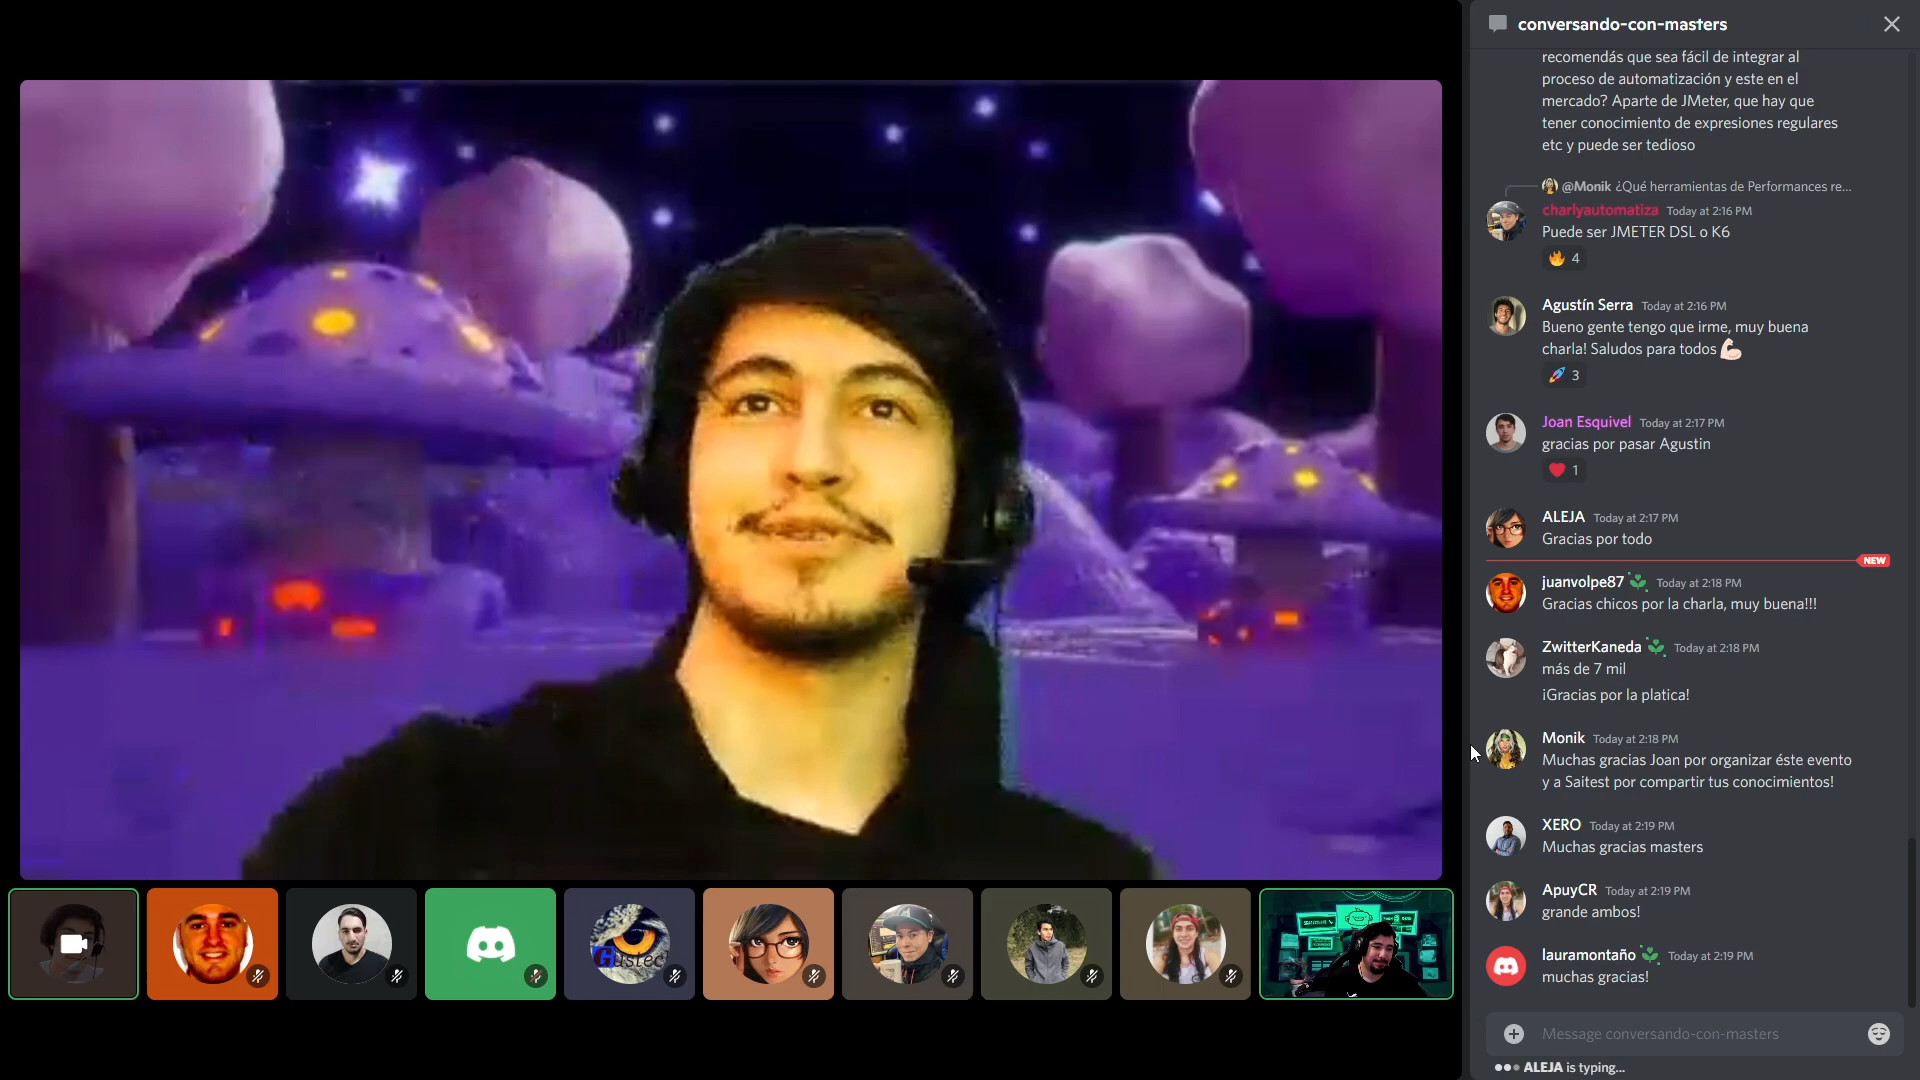 conversando-con-masters
recomendás que sea fácil de integrar al
proceso de automatización y este en el
mercado? Aparte de JMeter, que hay que
tener conocimiento de expresiones regulares
etc y puede ser tedioso
@Monik ¿Qué herramientas de Performances re...
charlyautomatiza Today at 2:16 PM
Puede ser JMETER DSL o K6
4
Agustín Serra Today at 2:16 PM
Bueno gente tengo que irme, muy buena
charla! Saludos para todos
3
Joan Esquivel Today at 2:17 PM
gracias por pasar Agustin
1
ALEJA Today at 2:17 PM
Gracias por todo
NEW
juanvolpe87 Today at 2:18 PM
Gracias chicos por la charla, muy buena!!!
ZwitterKaneda Today at 2:18 PM
más de 7 mil
¡Gracias por la platica!
Monik Today at 2:18 PM
Muchas gracias Joan por organizar éste evento
y a Saitest por compartir tus conocimientos!
XERO Today at 2:19 PM
Muchas gracias masters
ApuyCR Today at 2:19 PM
grande ambos!
lauramontaño Today at 2:19 PM
muchas gracias!
Message conversando-con-masters
ALEJA is typing...